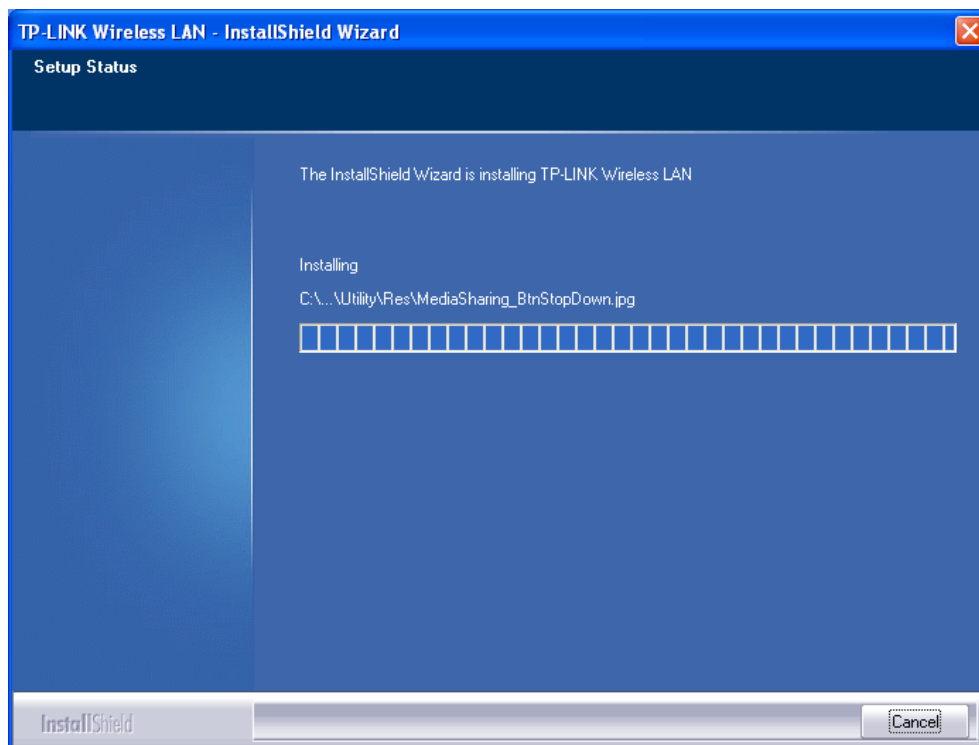 TP-LINK Wireless LAN - InstallShield Wizard
Setup Status
The InstallShield Wizard is installing TP-LINK Wireless LAN
Installing
C:\...\Utility\Res\MediaSharing_BtnStopDown.jpg
InstallShield
Cancel